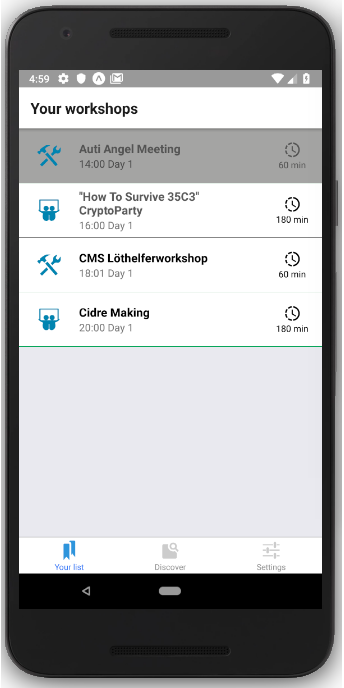 4:59
Your workshops
Auti Angel Meeting
14:00 Day 1
60 min
"How To Survive 35C3"
CryptoParty
16:00 Day 1
180 min
CMS Löthelferworkshop
18:01 Day 1
60 min
Cidre Making
20:00 Day 1
180 min
Your list
Discover
Settings